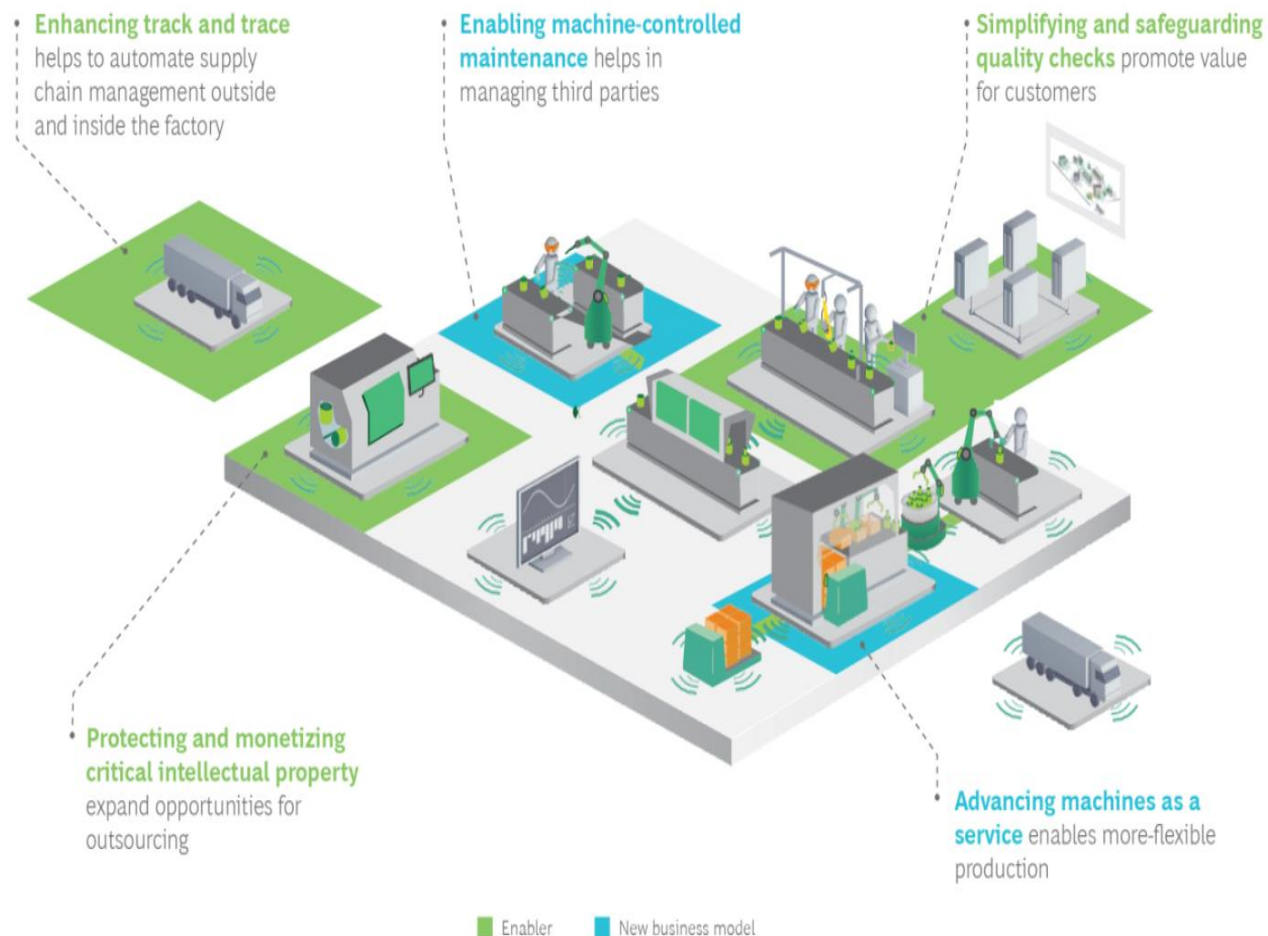 Enhancing track and trace
helps to automate supply
chain management outside
and inside the factory
Enabling machine-controlled
maintenance helps in
managing third parties
Simplifying and safeguarding
quality checks promote value
for customers
Protecting and monetizing
critical intellectual property
expand opportunities for
outsourcing
Advancing machines as a
service enables more-flexible
production
Enabler
New business model